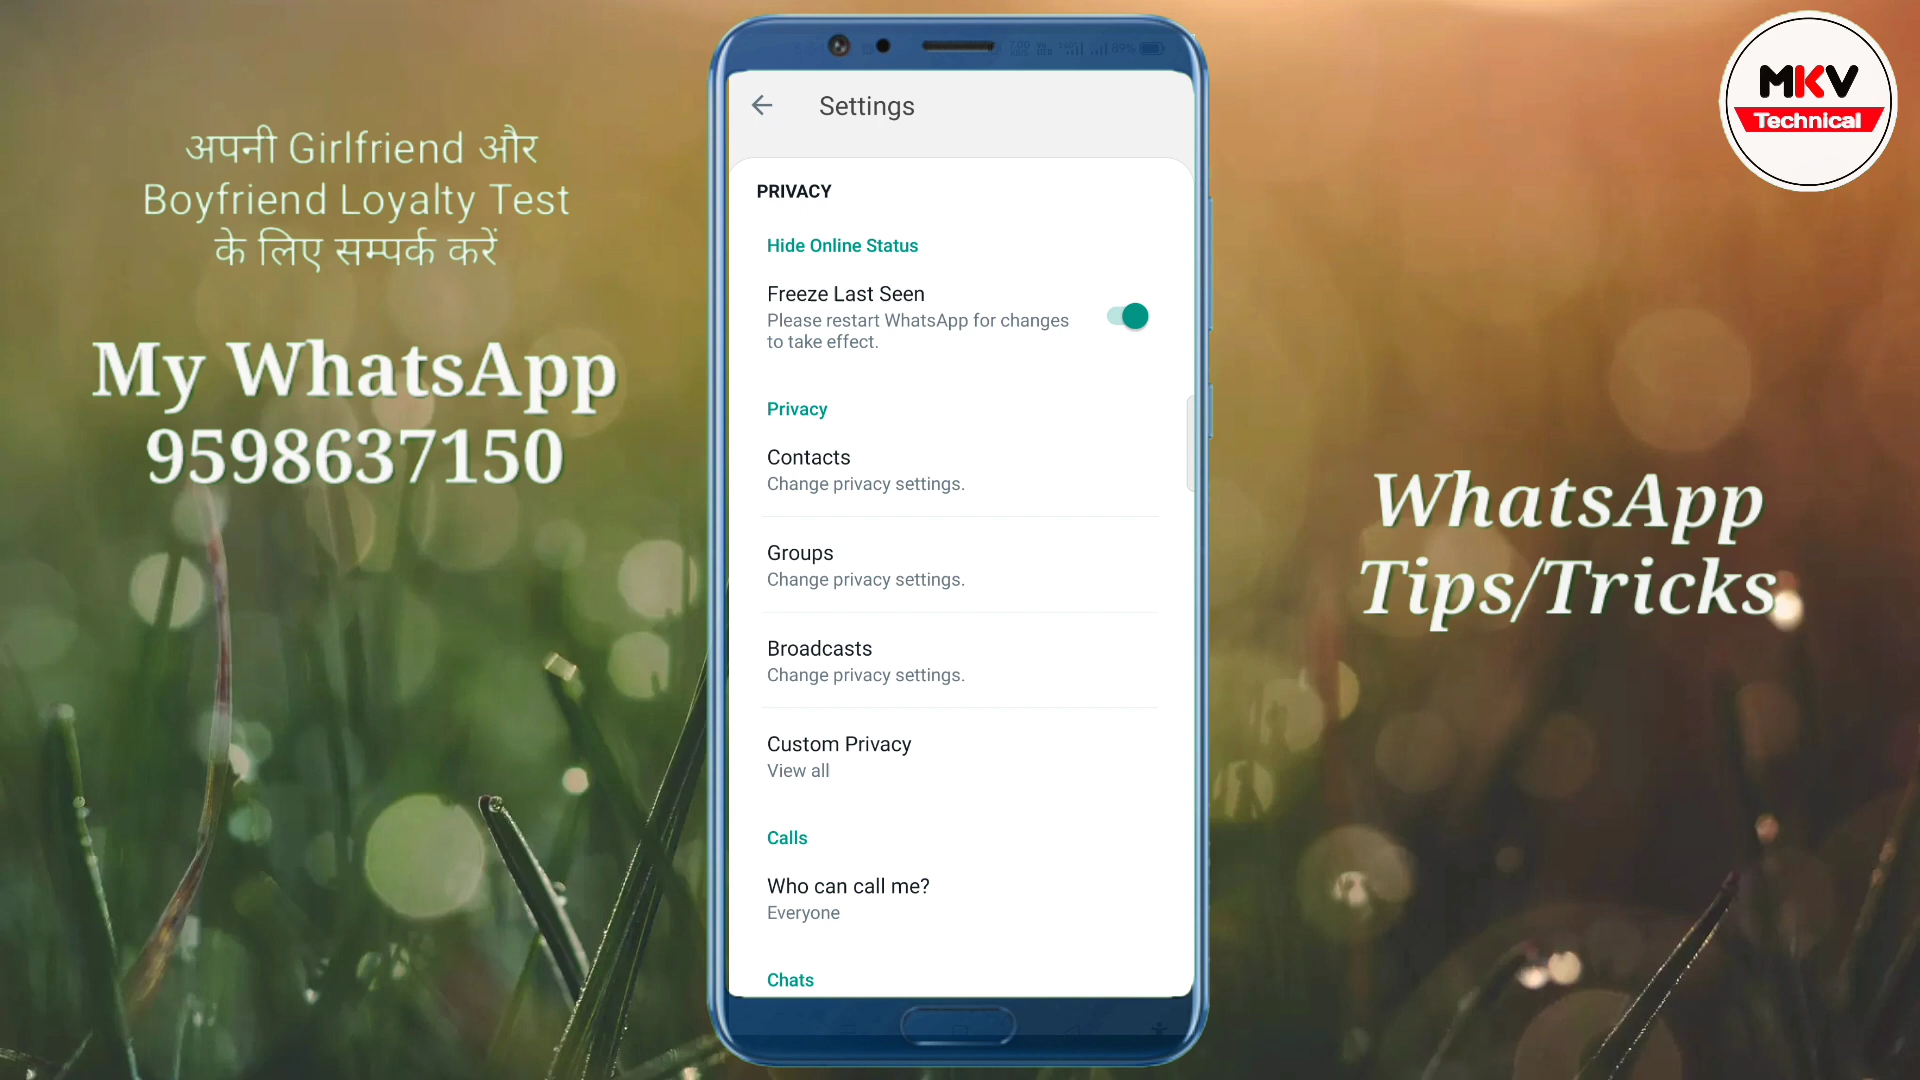 अपनी Girlfriend और
Boyfriend Loyalty Test
के लिए सम्पर्क करें
My WhatsApp
9598637150
89%
Settings
PRIVACY
Hide Online Status
Freeze Last Seen
Please restart WhatsApp for changes
to take effect.
Privacy
Contacts
Change privacy settings.
Groups
Change privacy settings.
Broadcasts
Change privacy settings.
Custom Privacy
View all
Calls
Who can call me?
Everyone
Chats
MKV
Technical
WhatsApp
Tips/Tricks